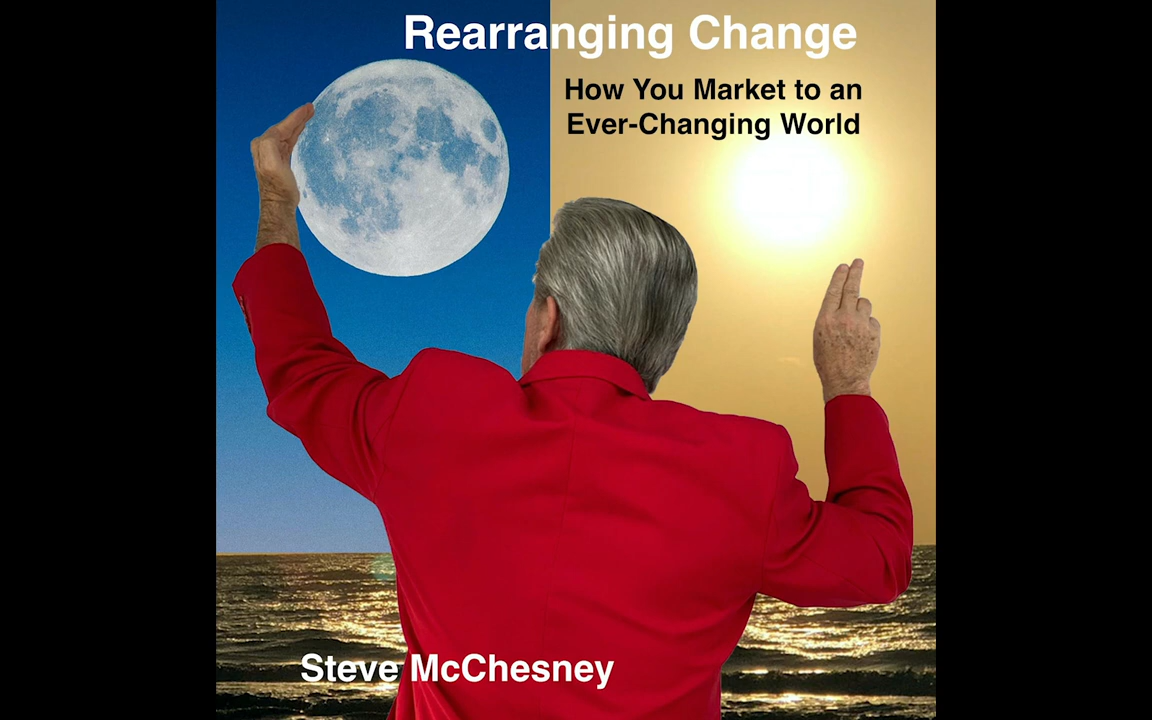 Rearranging Change
How You Market to an
Ever-Changing World
Steve McChesney